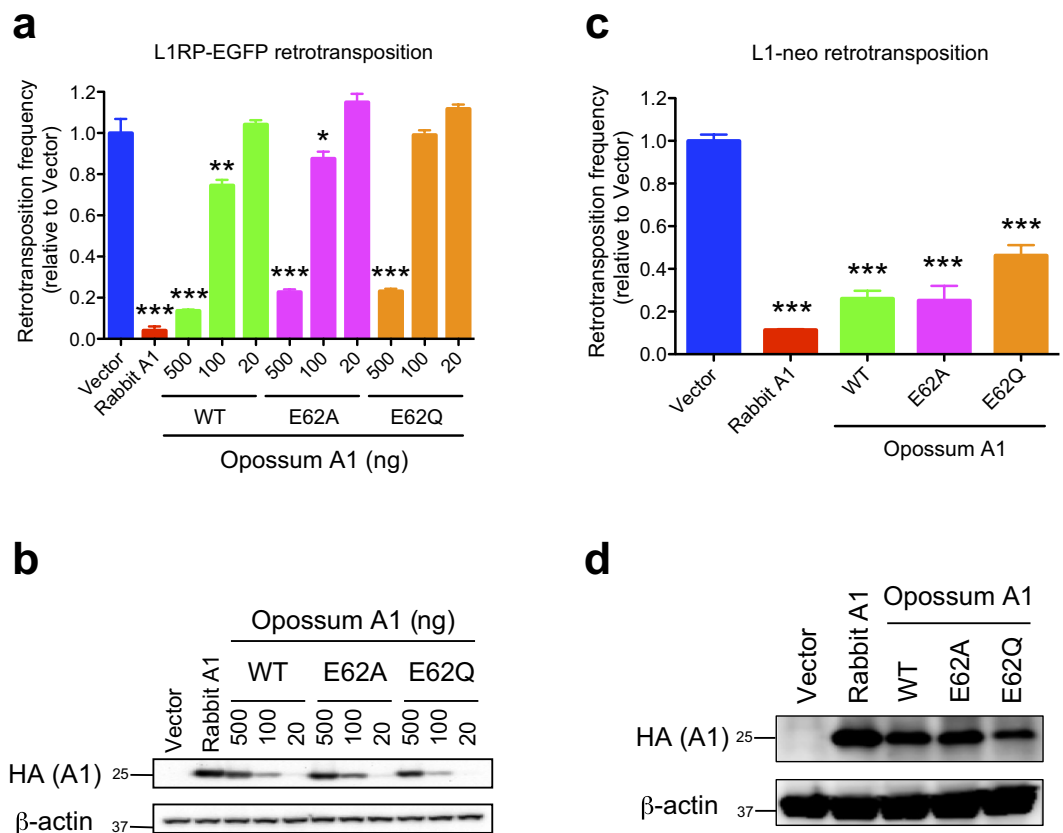 a
L1RP-EGFP retrotransposition
Retrotransposition frequency
(relative to Vector)
1.2
1.0
0.8
0.6
0.4
0.2
0.0
*** *** ** *** * ***
Vector Rabbit A1 500 100 20 500 100 20 500 100 20
WT E62A E62Q
Opossum A1 (ng)
c
L1-neo retrotransposition
Retrotransposition frequency
(relative to Vector)
1.2
1.0
0.8
0.6
0.4
0.2
0.0
*** *** *** ***
Vector Rabbit A1 WT E62A E62Q
Opossum A1
b
Opossum A1 (ng)
WT E62A E62Q
Vector Rabbit A1 500 100 20 500 100 20 500 100 20
HA (A1) 25
β-actin 37
d
Opossum A1
Vector Rabbit A1 WT E62A E62Q
HA (A1) 25
β-actin 37